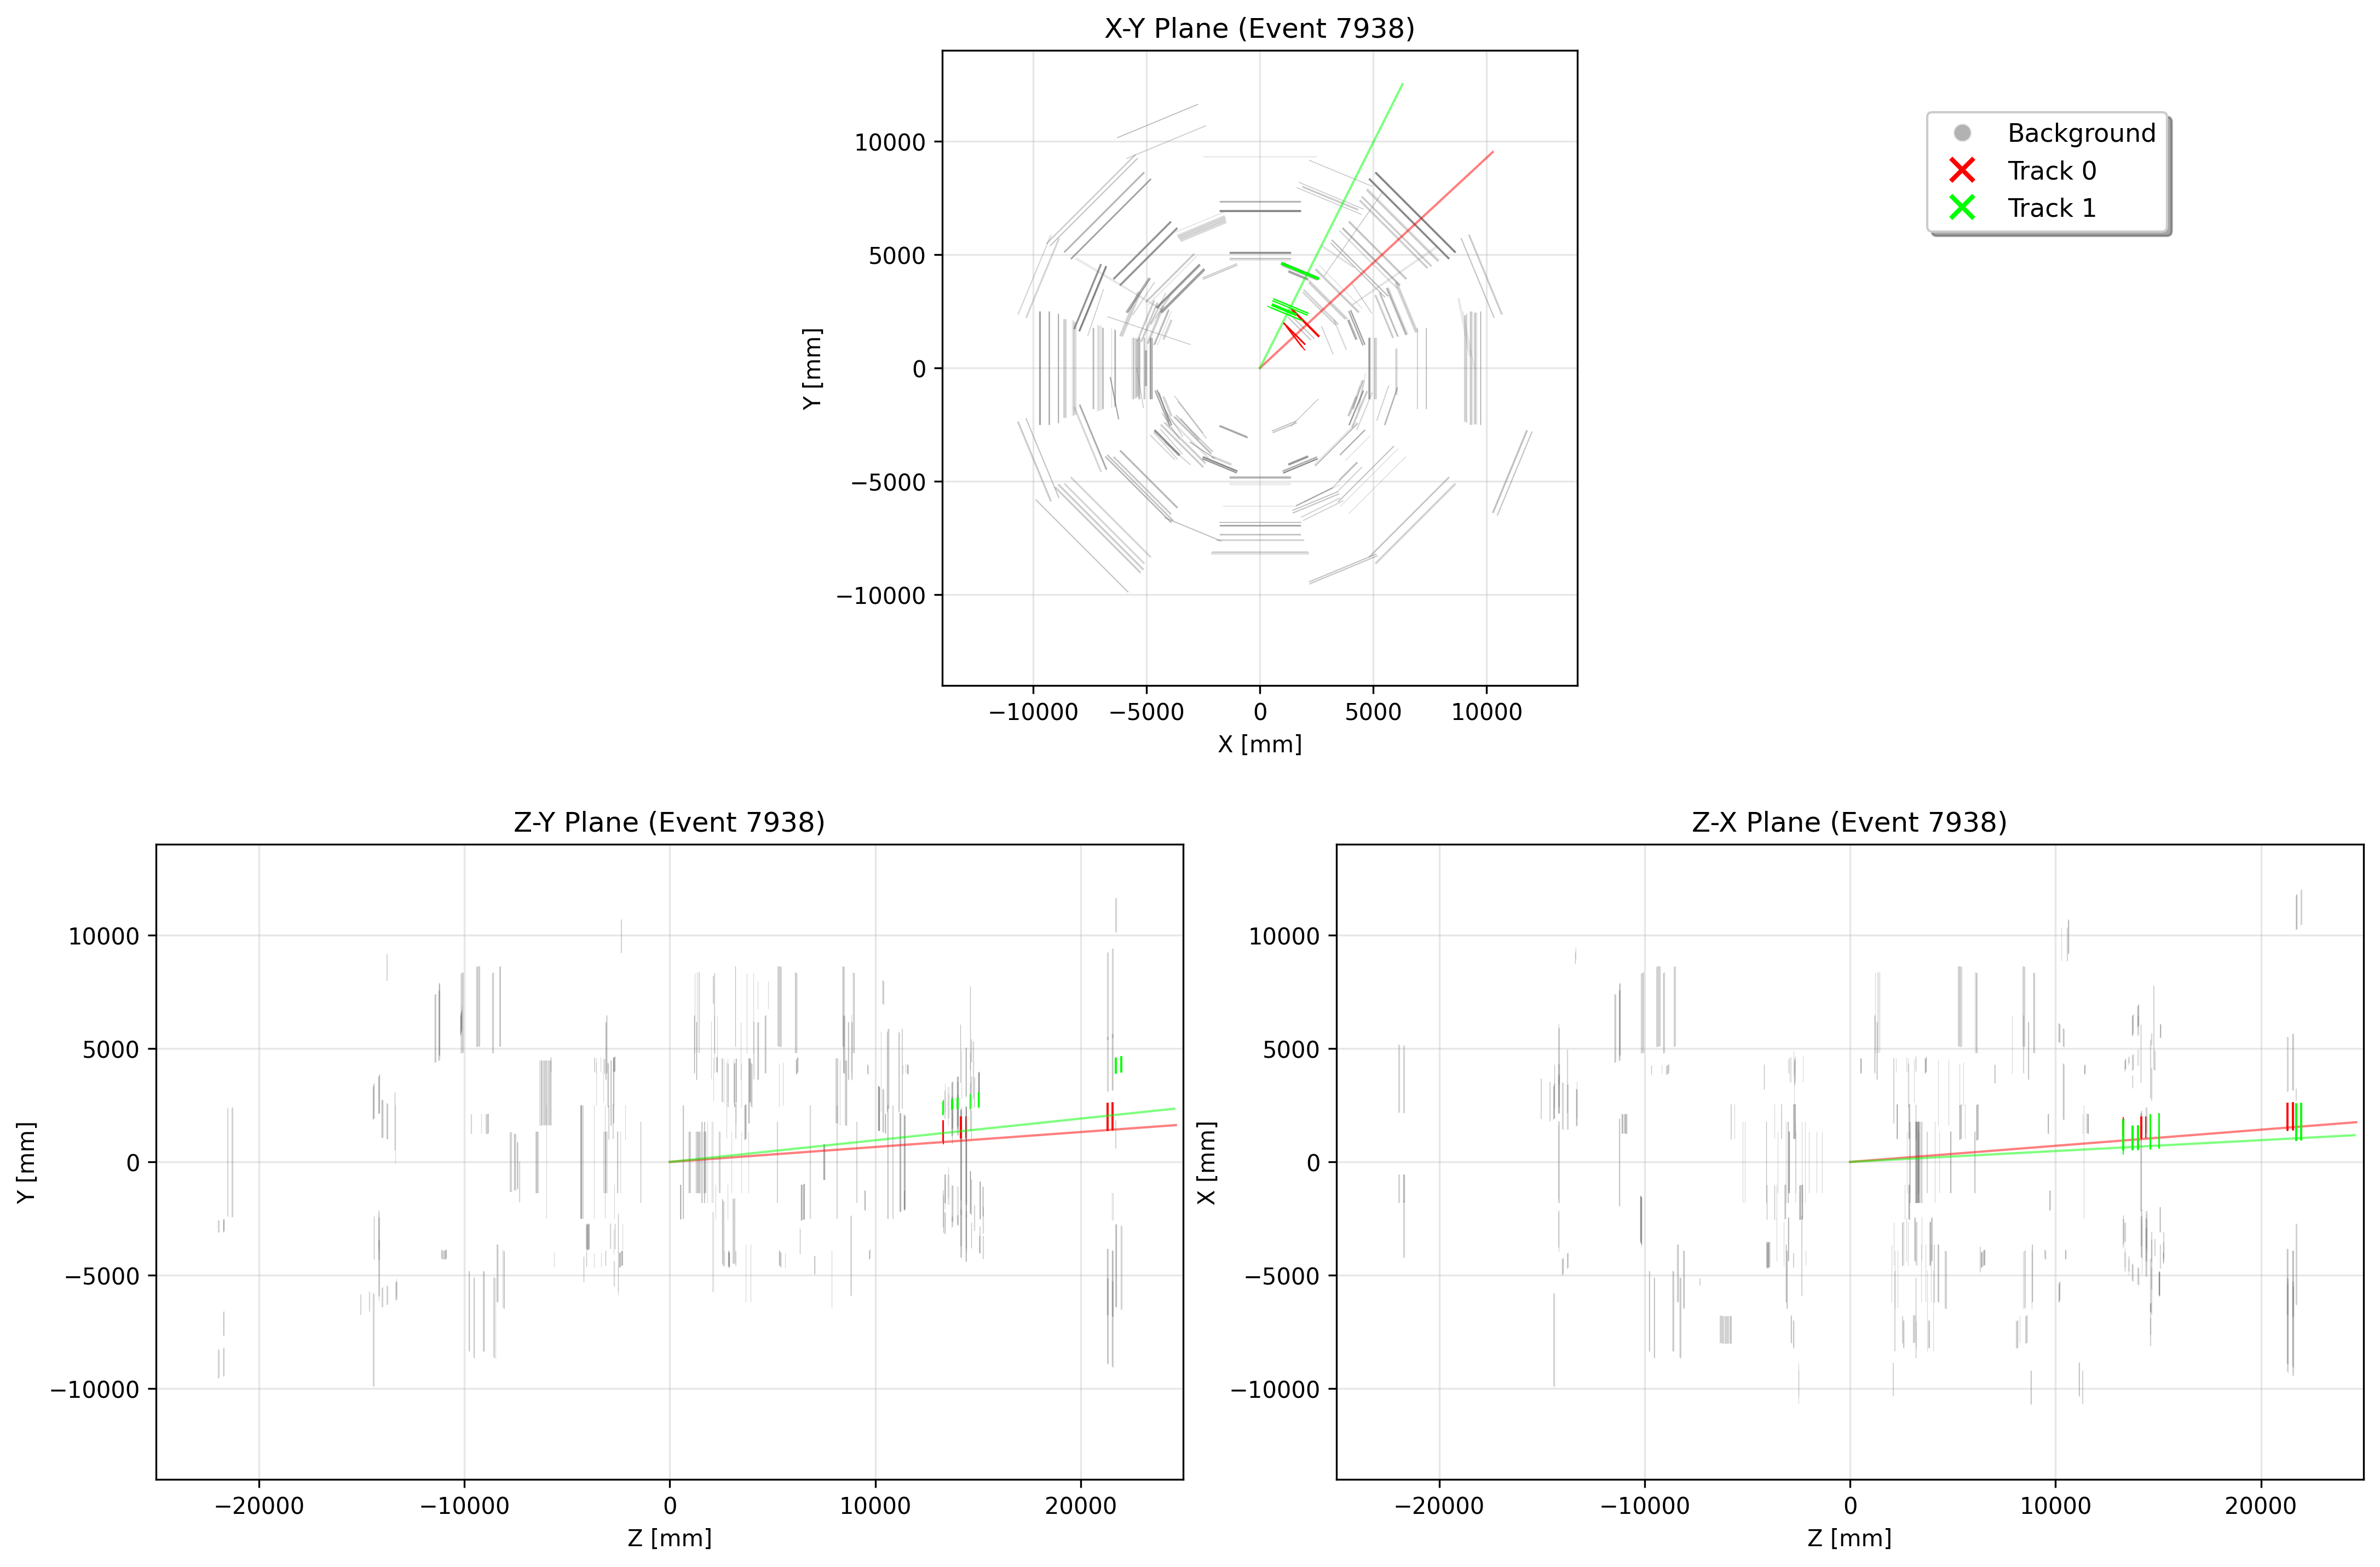 X-Y Plane (Event 7938)
10000
5000
0
−5000
−10000
Y [mm]
−10000 −5000 0 5000 10000
X [mm]
Background
Track 0
Track 1
Z-Y Plane (Event 7938)
10000
5000
0
−5000
−10000
Y [mm]
−20000 −10000 0 10000 20000
Z [mm]
Z-X Plane (Event 7938)
10000
5000
0
−5000
−10000
X [mm]
−20000 −10000 0 10000 20000
Z [mm]